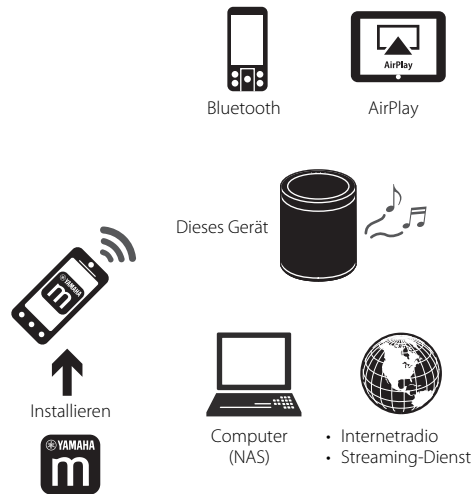 AirPlay
Bluetooth
AirPlay
Dieses Gerät
YAMAHA
m
Installieren
YAMAHA
m
Computer
(NAS)
• Internetradio
• Streaming-Dienst